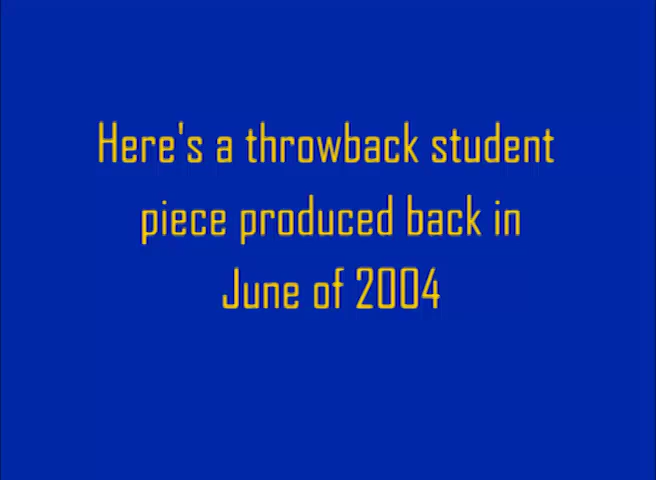 Here's a throwback student
piece produced back in
June of 2004